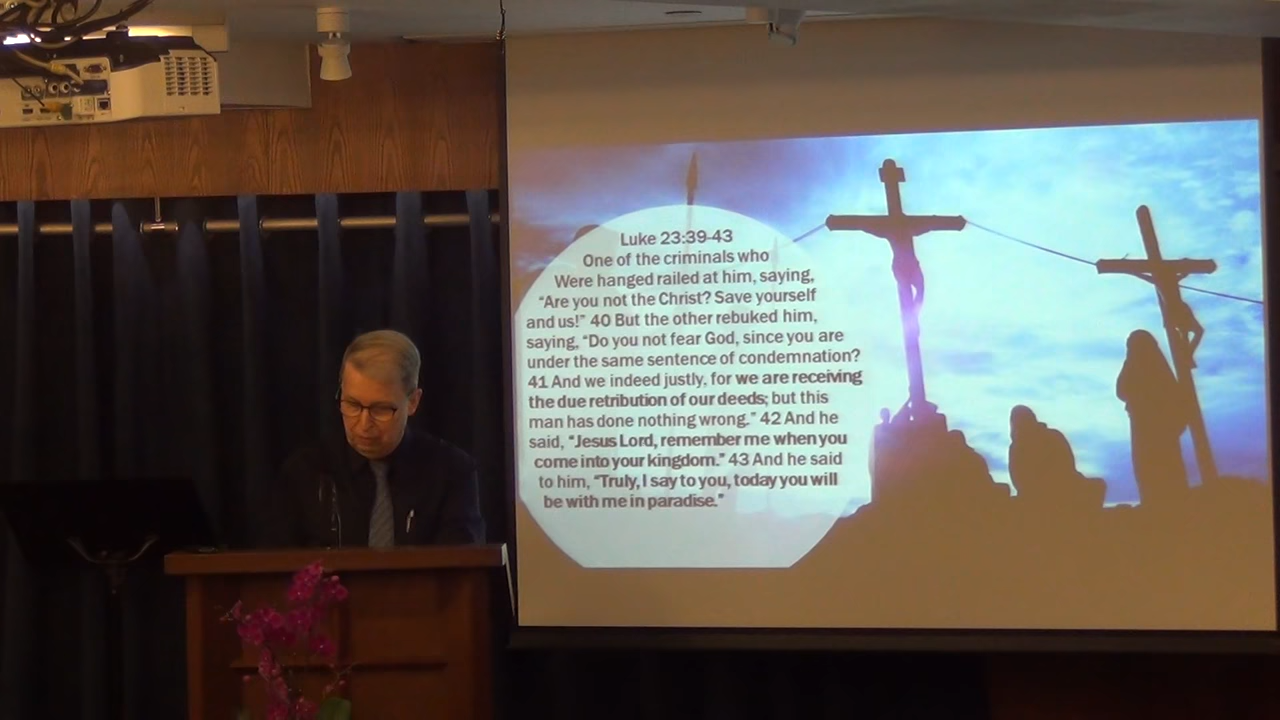 Luke 23:39-43
One of the criminals who
Were hanged railed at him, saying,
“Are you not the Christ? Save yourself
and us!” 40 But the other rebuked him,
saying, “Do you not fear God, since you are
under the same sentence of condemnation?
41 And we indeed justly, for we are receiving
the due retribution of our deeds; but this
man has done nothing wrong.” 42 And he
said, “Jesus Lord, remember me when you
come into your kingdom.” 43 And he said
to him, “Truly, I say to you, today you will
be with me in paradise.”